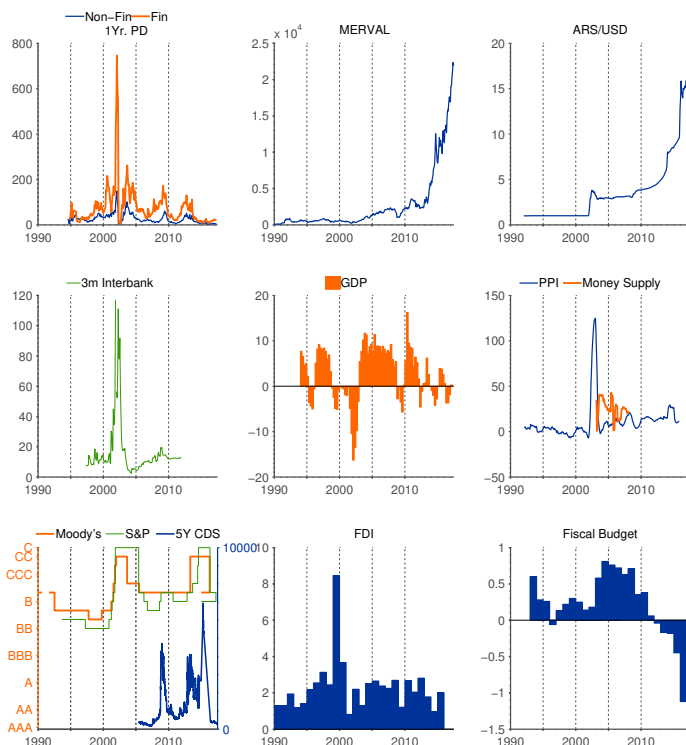 Non-Fin Fin
1Yr. PD
800
600
400
200
0
1990 2000 2010
MERVAL
x 10^4
2.5
2
1.5
1
0.5
0
1990 2000 2010
ARS/USD
20
15
10
5
0
1990 2000 2010
3m Interbank
120
100
80
60
40
20
0
1990 2000 2010
GDP
20
10
0
−10
−20
1990 2000 2010
PPI Money Supply
150
100
50
0
−50
1990 2000 2010
Moody's S&P 5Y CDS
C
CC
CCC
B
BB
BBB
A
AA
AAA
10000
0
1990 2000 2010
FDI
10
8
6
4
2
0
1990 2000 2010
Fiscal Budget
1
0.5
0
−0.5
−1
−1.5
1990 2000 2010